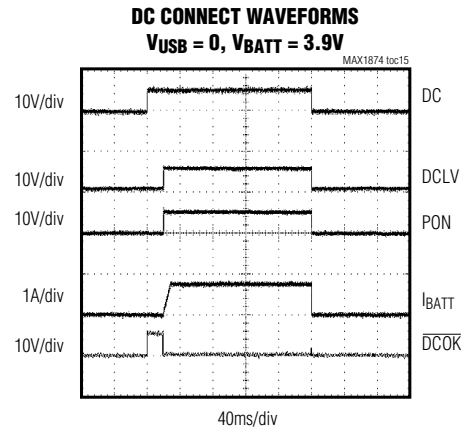 DC CONNECT WAVEFORMS
VUSB = 0, VBATT = 3.9V
MAX1874 toc15
10V/div DC
10V/div DCLV
10V/div PON
1A/div IBATT
10V/div DCOK
40ms/div